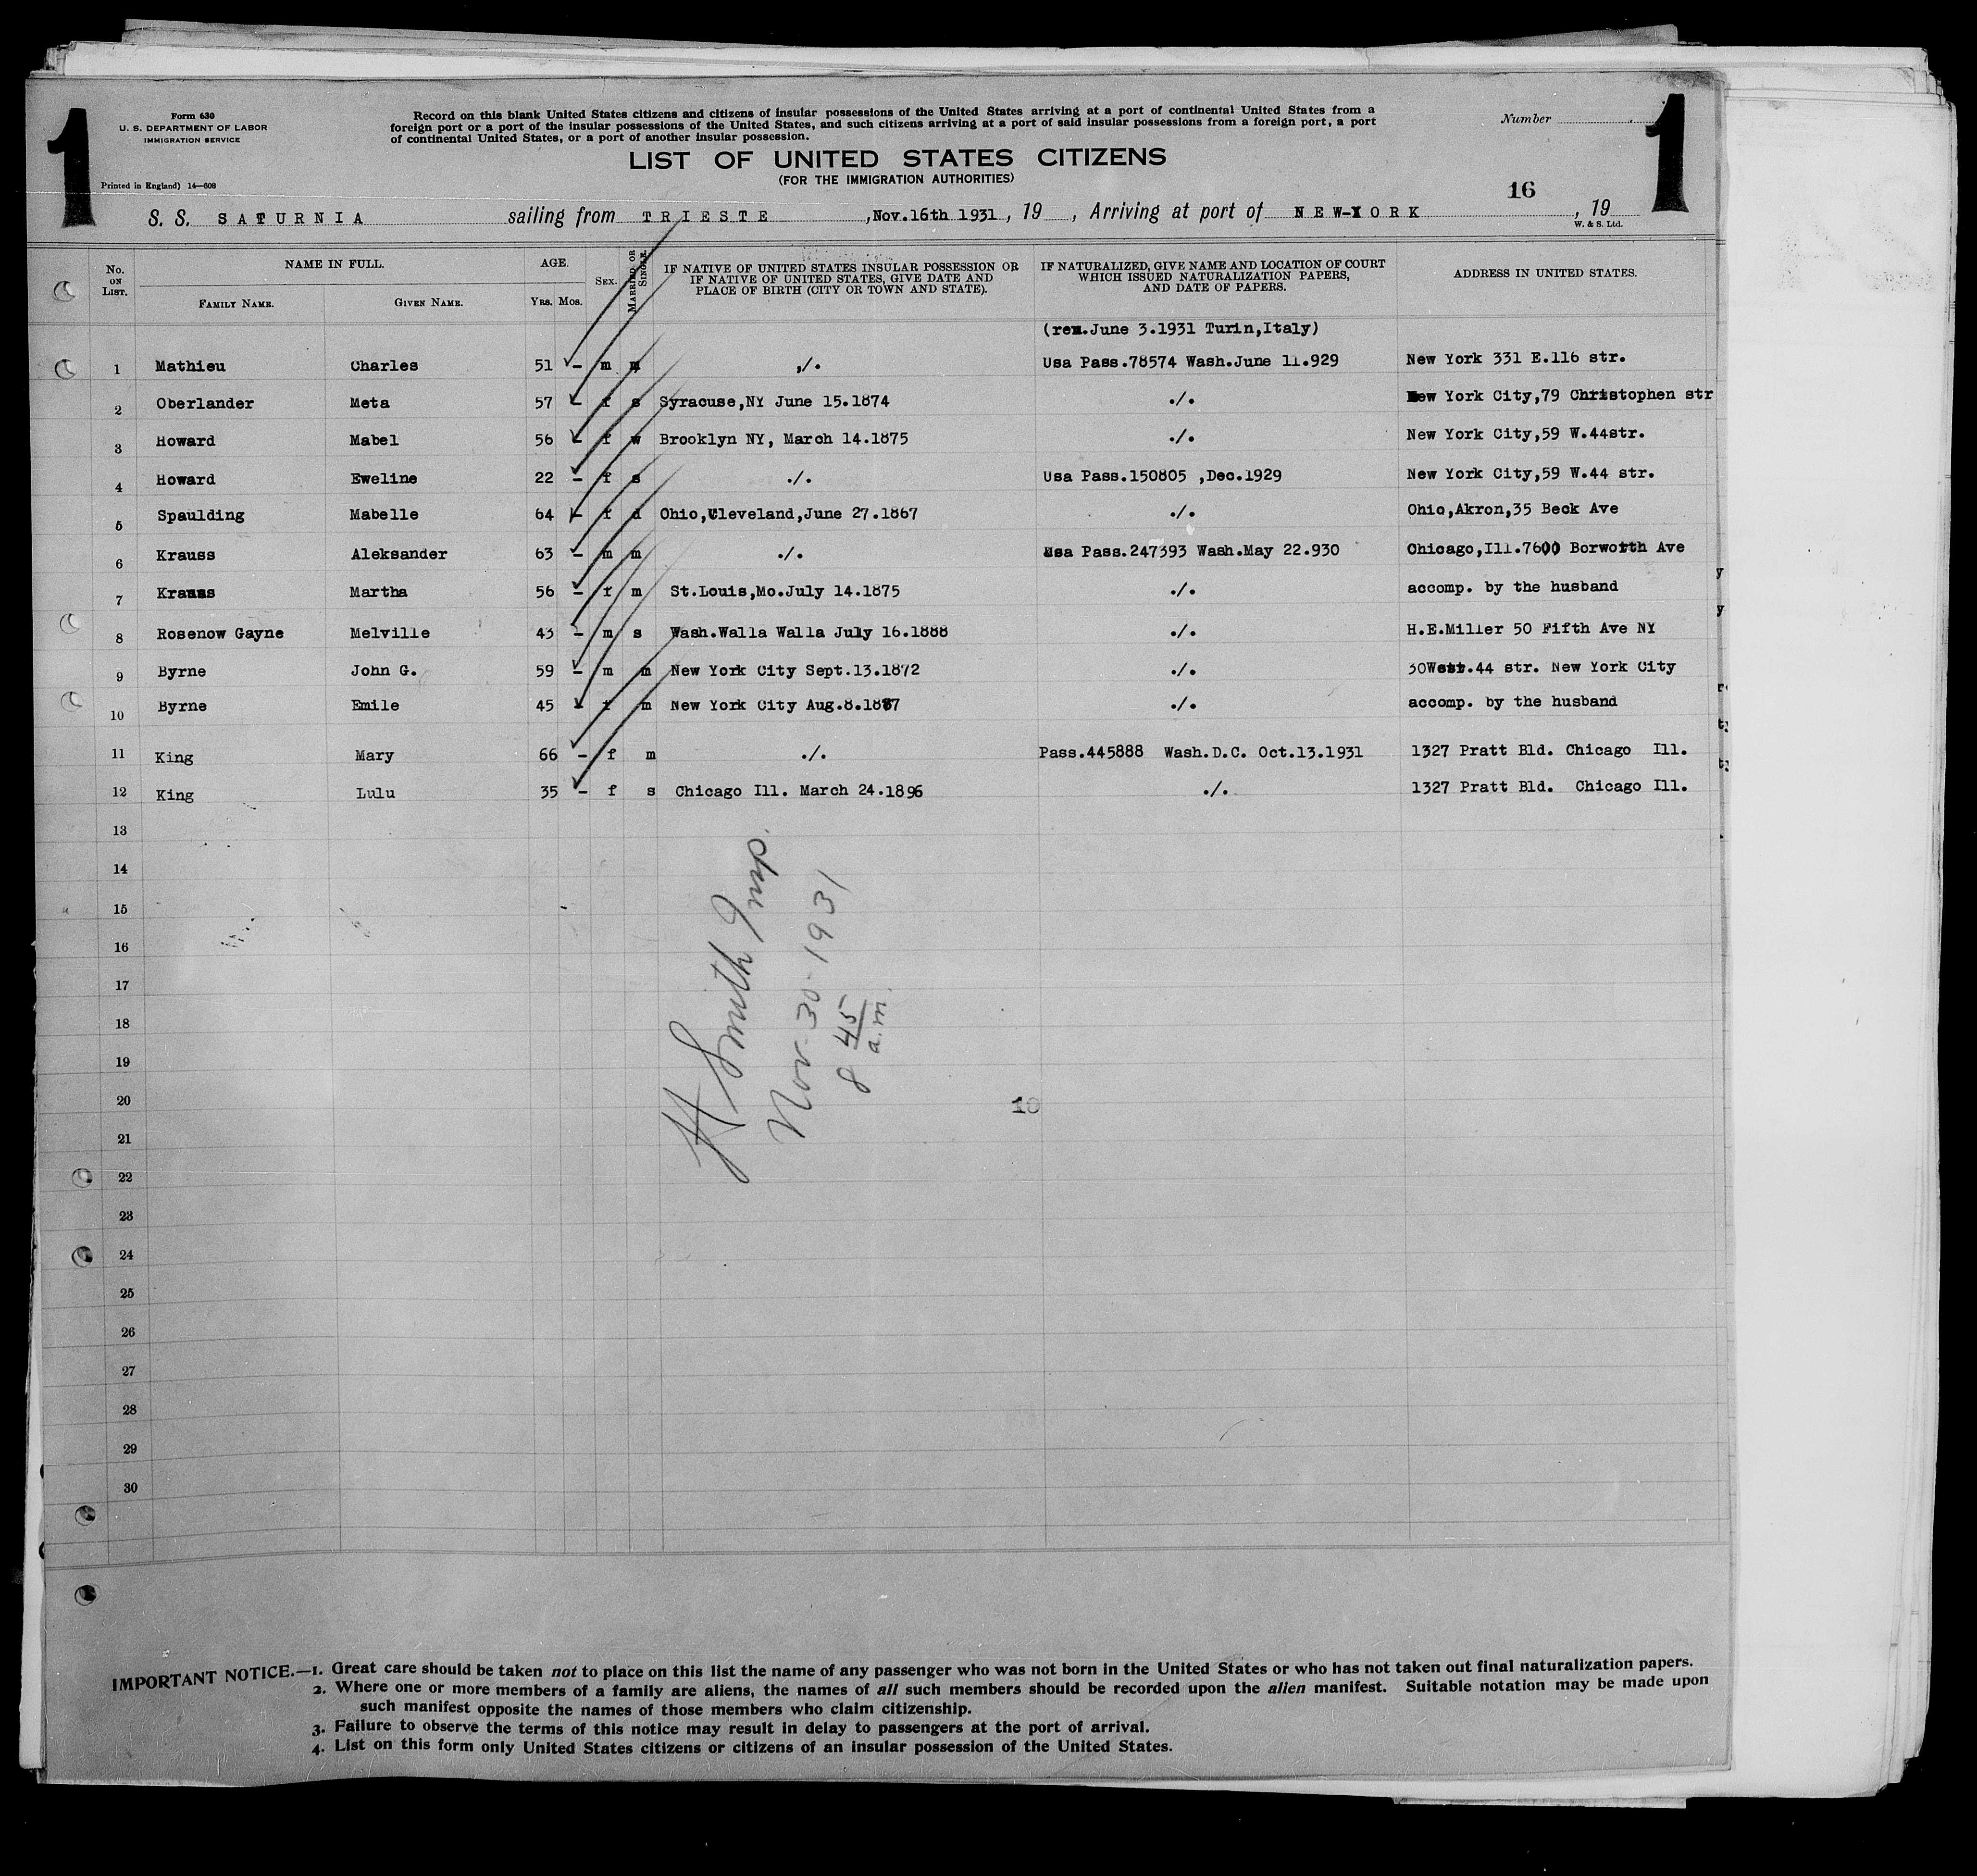 1
1
Form 630
U. S. DEPARTMENT OF LABOR
IMMIGRATION SERVICE
Printed in England) 14—608
Record on this blank United States citizens and citizens of insular possessions of the United States arriving at a port of continental United States from a
foreign port or a port of the insular possessions of the United States, and such citizens arriving at a port of said insular possessions from a foreign port, a port
of continental United States, or a port of another insular possession.
Number
LIST OF UNITED STATES CITIZENS
(FOR THE IMMIGRATION AUTHORITIES)
16
S. S. SATURNIA sailing from TRIESTE, Nov.16th 1931, 19 , Arriving at port of NEW-YORK , 19
W. & S. Ltd.
No. ON LIST. NAME IN FULL. FAMILY NAME. GIVEN NAME. AGE. YRS. MOS. SEX. MARRIED OR SINGLE. IF NATIVE OF UNITED STATES INSULAR POSSESSION OR IF NATIVE OF UNITED STATES, GIVE DATE AND PLACE OF BIRTH (CITY OR TOWN AND STATE). IF NATURALIZED, GIVE NAME AND LOCATION OF COURT WHICH ISSUED NATURALIZATION PAPERS, AND DATE OF PAPERS. ADDRESS IN UNITED STATES.
(ren.June 3.1931 Turin,Italy)
1 Mathieu Charles 51 - m m ,/. Usa Pass.78574 Wash.June 11.929 New York 331 E.116 str.
2 Oberlander Meta 57 - f s Syracuse,NY June 15.1874 ./. New York City,79 Christophen str
3 Howard Mabel 56 - f w Brooklyn NY, March 14.1875 ./. New York City,59 W.44str.
4 Howard Eweline 22 - f s ./. Usa Pass.150805 ,Dec.1929 New York City,59 W.44 str.
5 Spaulding Mabelle 64 - f d Ohio,Cleveland,June 27.1867 ./. Ohio,Akron,35 Beck Ave
6 Krauss Aleksander 63 - m m ./. Usa Pass.247393 Wash.May 22.930 Chicago,Ill.7600 Borworth Ave
7 Krauss Martha 56 - f m St.Louis,Mo.July 14.1875 ./. accomp. by the husband
8 Rosenow Gayne Melville 43 - m s Wash.Walla Walla July 16.1888 ./. H.E.Miller 50 Fifth Ave NY
9 Byrne John G. 59 - m m New York City Sept.13.1872 ./. 30West.44 str. New York City
10 Byrne Emile 45 - f m New York City Aug.8.1887 ./. accomp. by the husband
11 King Mary 66 - f m ./. Pass.445888 Wash.D.C. Oct.13.1931 1327 Pratt Bld. Chicago Ill.
12 King Lulu 35 - f s Chicago Ill. March 24.1896 ./. 1327 Pratt Bld. Chicago Ill.
13
14
15
16
17
18
19
20
21
22
23
24
25
26
27
28
29
30
H Smith Insp.
Nov-30-1931
8 45 a.m.
10
IMPORTANT NOTICE.—1. Great care should be taken not to place on this list the name of any passenger who was not born in the United States or who has not taken out final naturalization papers.
2. Where one or more members of a family are aliens, the names of all such members should be recorded upon the alien manifest. Suitable notation may be made upon
such manifest opposite the names of those members who claim citizenship.
3. Failure to observe the terms of this notice may result in delay to passengers at the port of arrival.
4. List on this form only United States citizens or citizens of an insular possession of the United States.